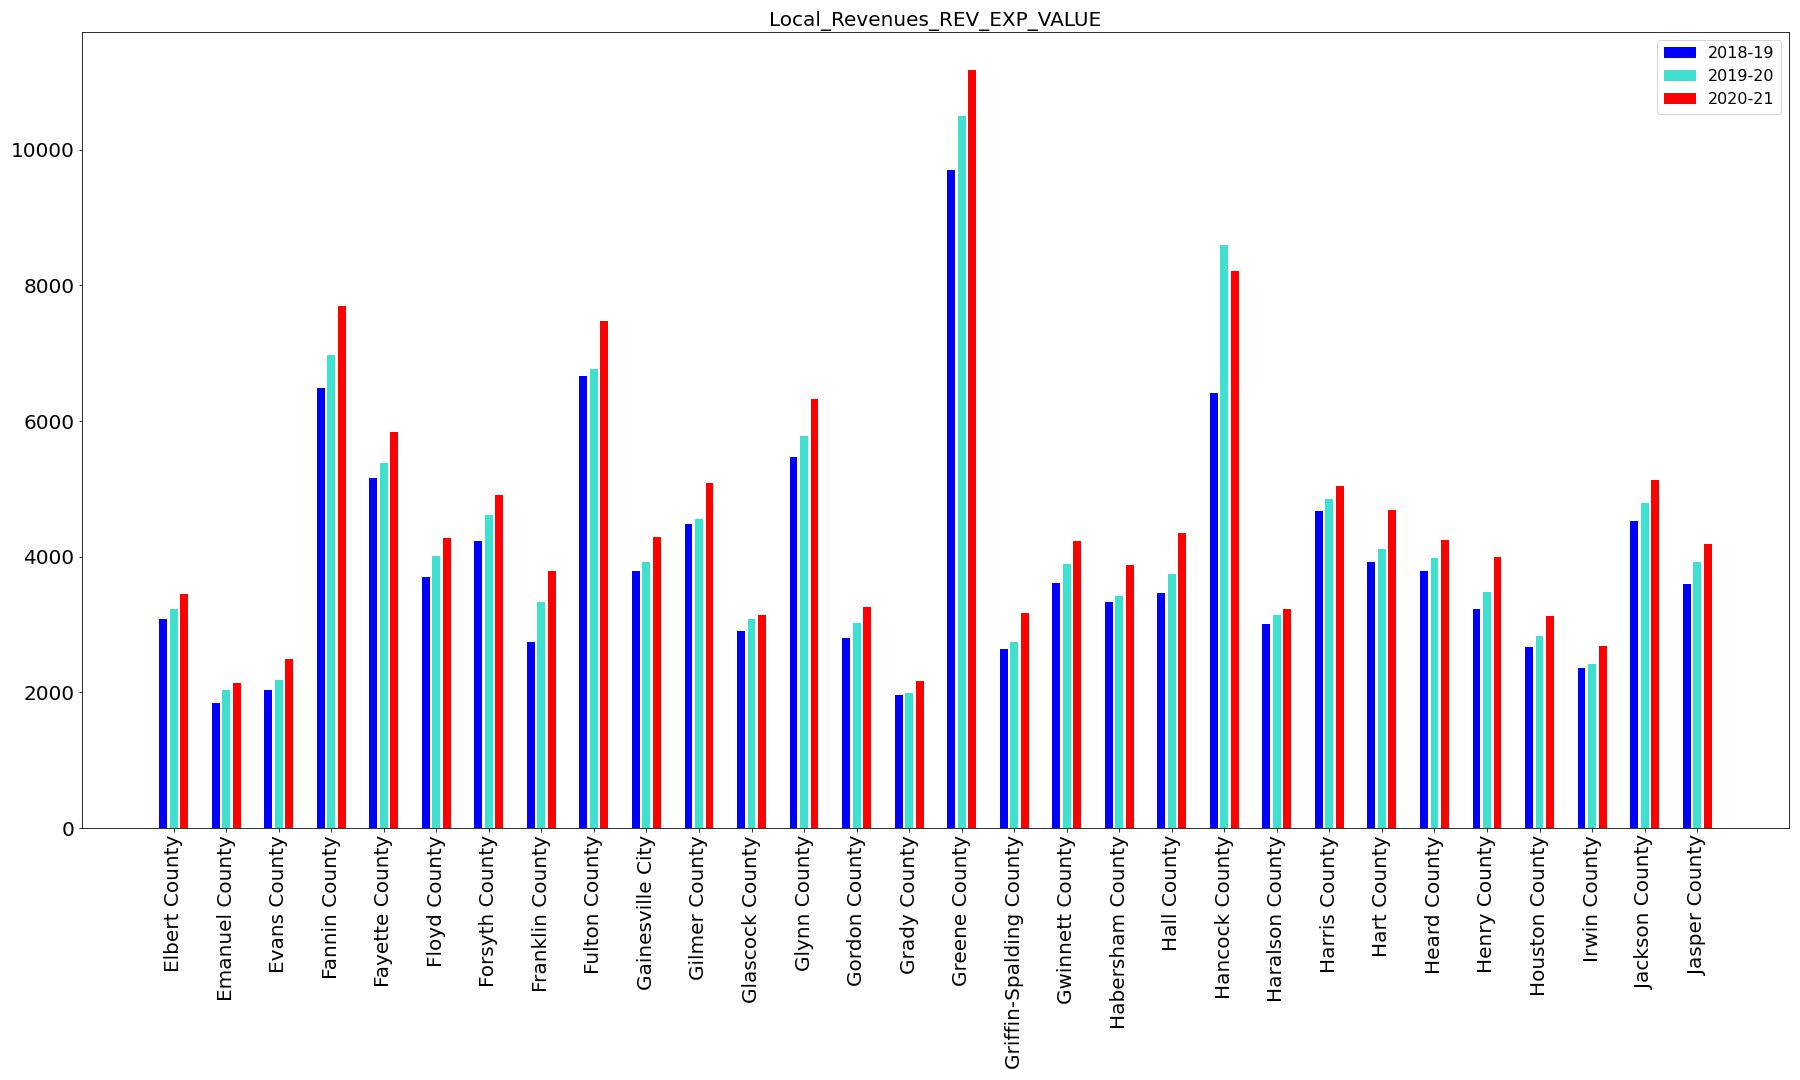 Local_Revenues_REV_EXP_VALUE
2018-19
2019-20
2020-21
10000
8000
6000
4000
2000
0
Elbert County
Emanuel County
Evans County
Fannin County
Fayette County
Floyd County
Forsyth County
Franklin County
Fulton County
Gainesville City
Gilmer County
Glascock County
Glynn County
Gordon County
Grady County
Greene County
Griffin-Spalding County
Gwinnett County
Habersham County
Hall County
Hancock County
Haralson County
Harris County
Hart County
Heard County
Henry County
Houston County
Irwin County
Jackson County
Jasper County